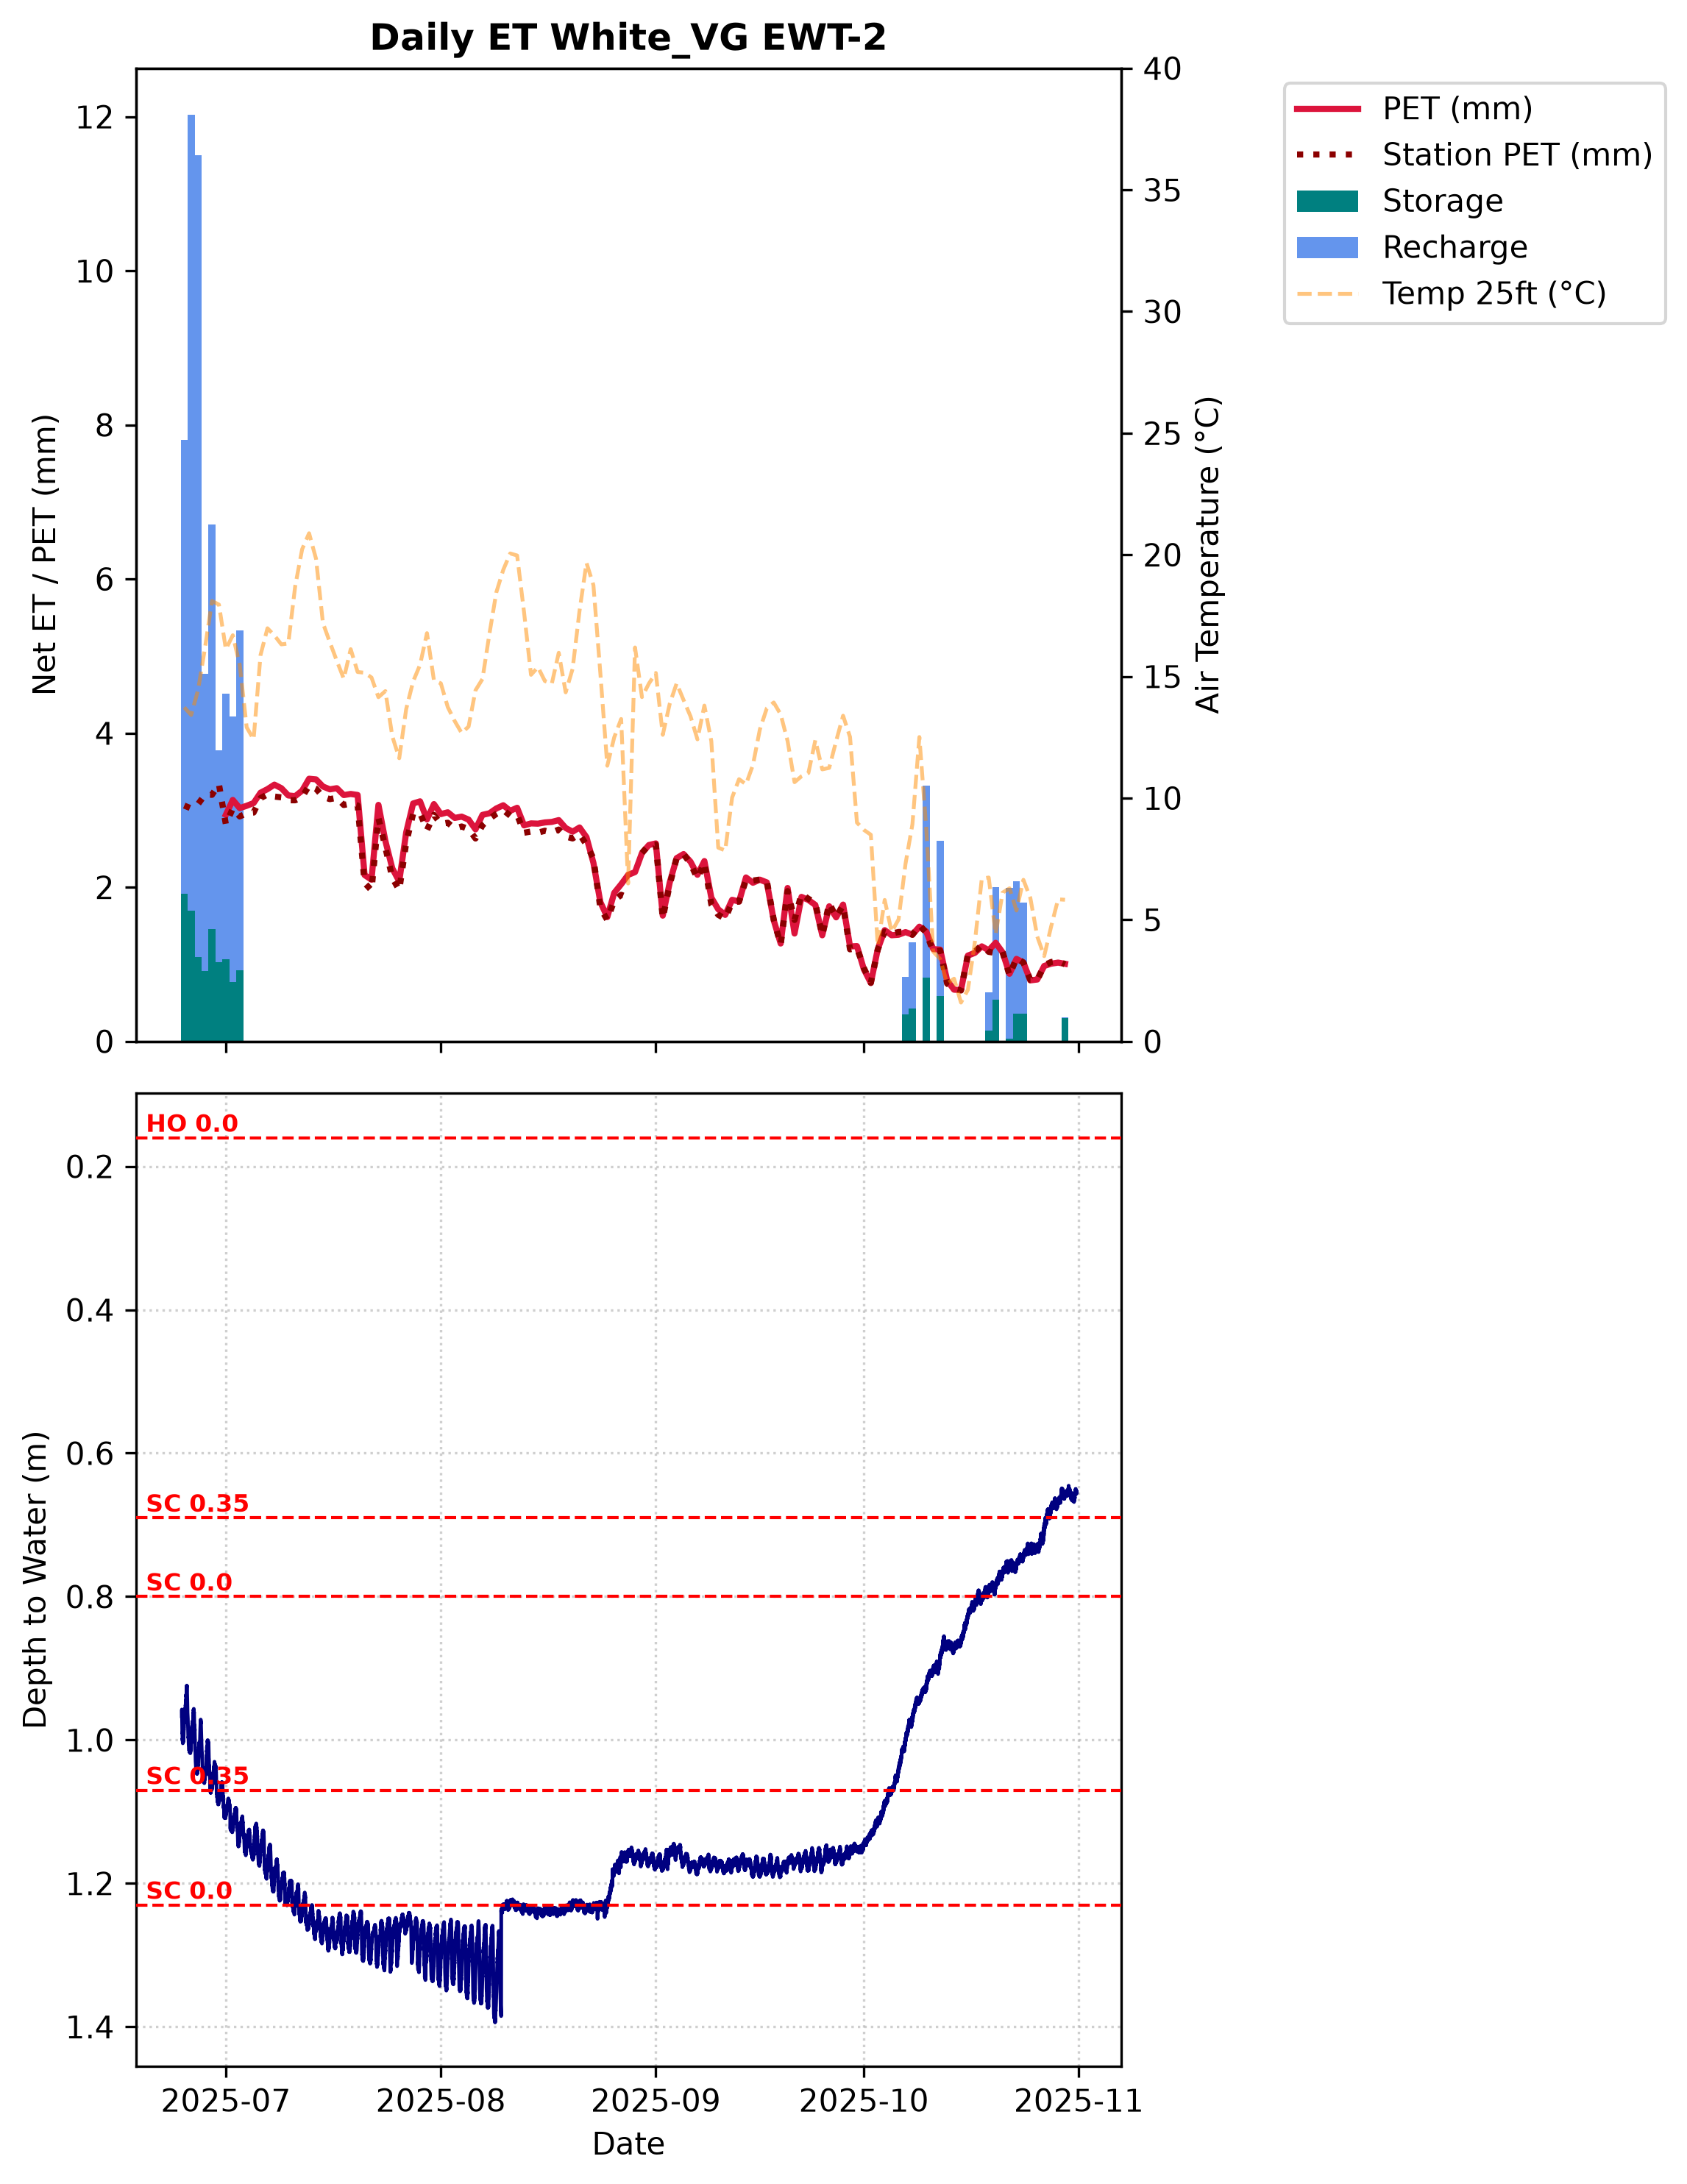 Daily ET White_VG EWT-2
Net ET / PET (mm)
12
10
8
6
4
2
0
40
35
30
25
20
15
10
5
0
Air Temperature (°C)
PET (mm)
Station PET (mm)
Storage
Recharge
Temp 25ft (°C)
Depth to Water (m)
0.2
0.4
0.6
0.8
1.0
1.2
1.4
HO 0.0
SC 0.35
SC 0.0
SC 0.35
SC 0.0
2025-07 2025-08 2025-09 2025-10 2025-11
Date